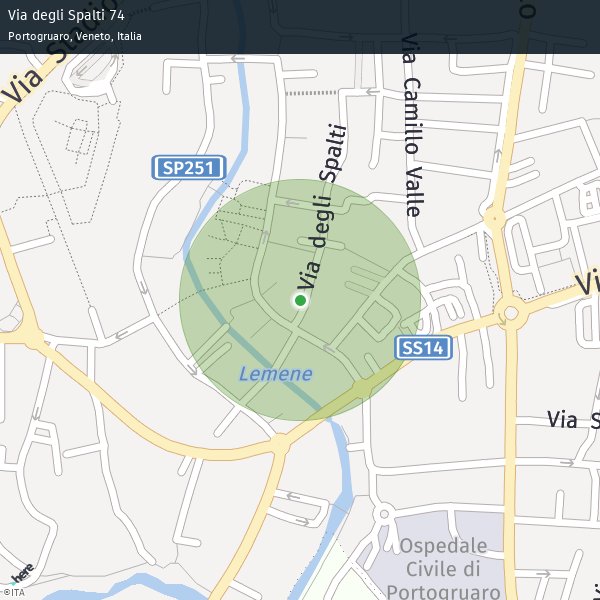 Via degli Spalti 74
Portogruaro, Veneto, Italia
Via Stadio
o
Via Camillo Valle
Via degli Spalti
SP251
Vi
SS14
Lemene
Via S
Ospedale
Civile di
Portogruaro
here
©ITA